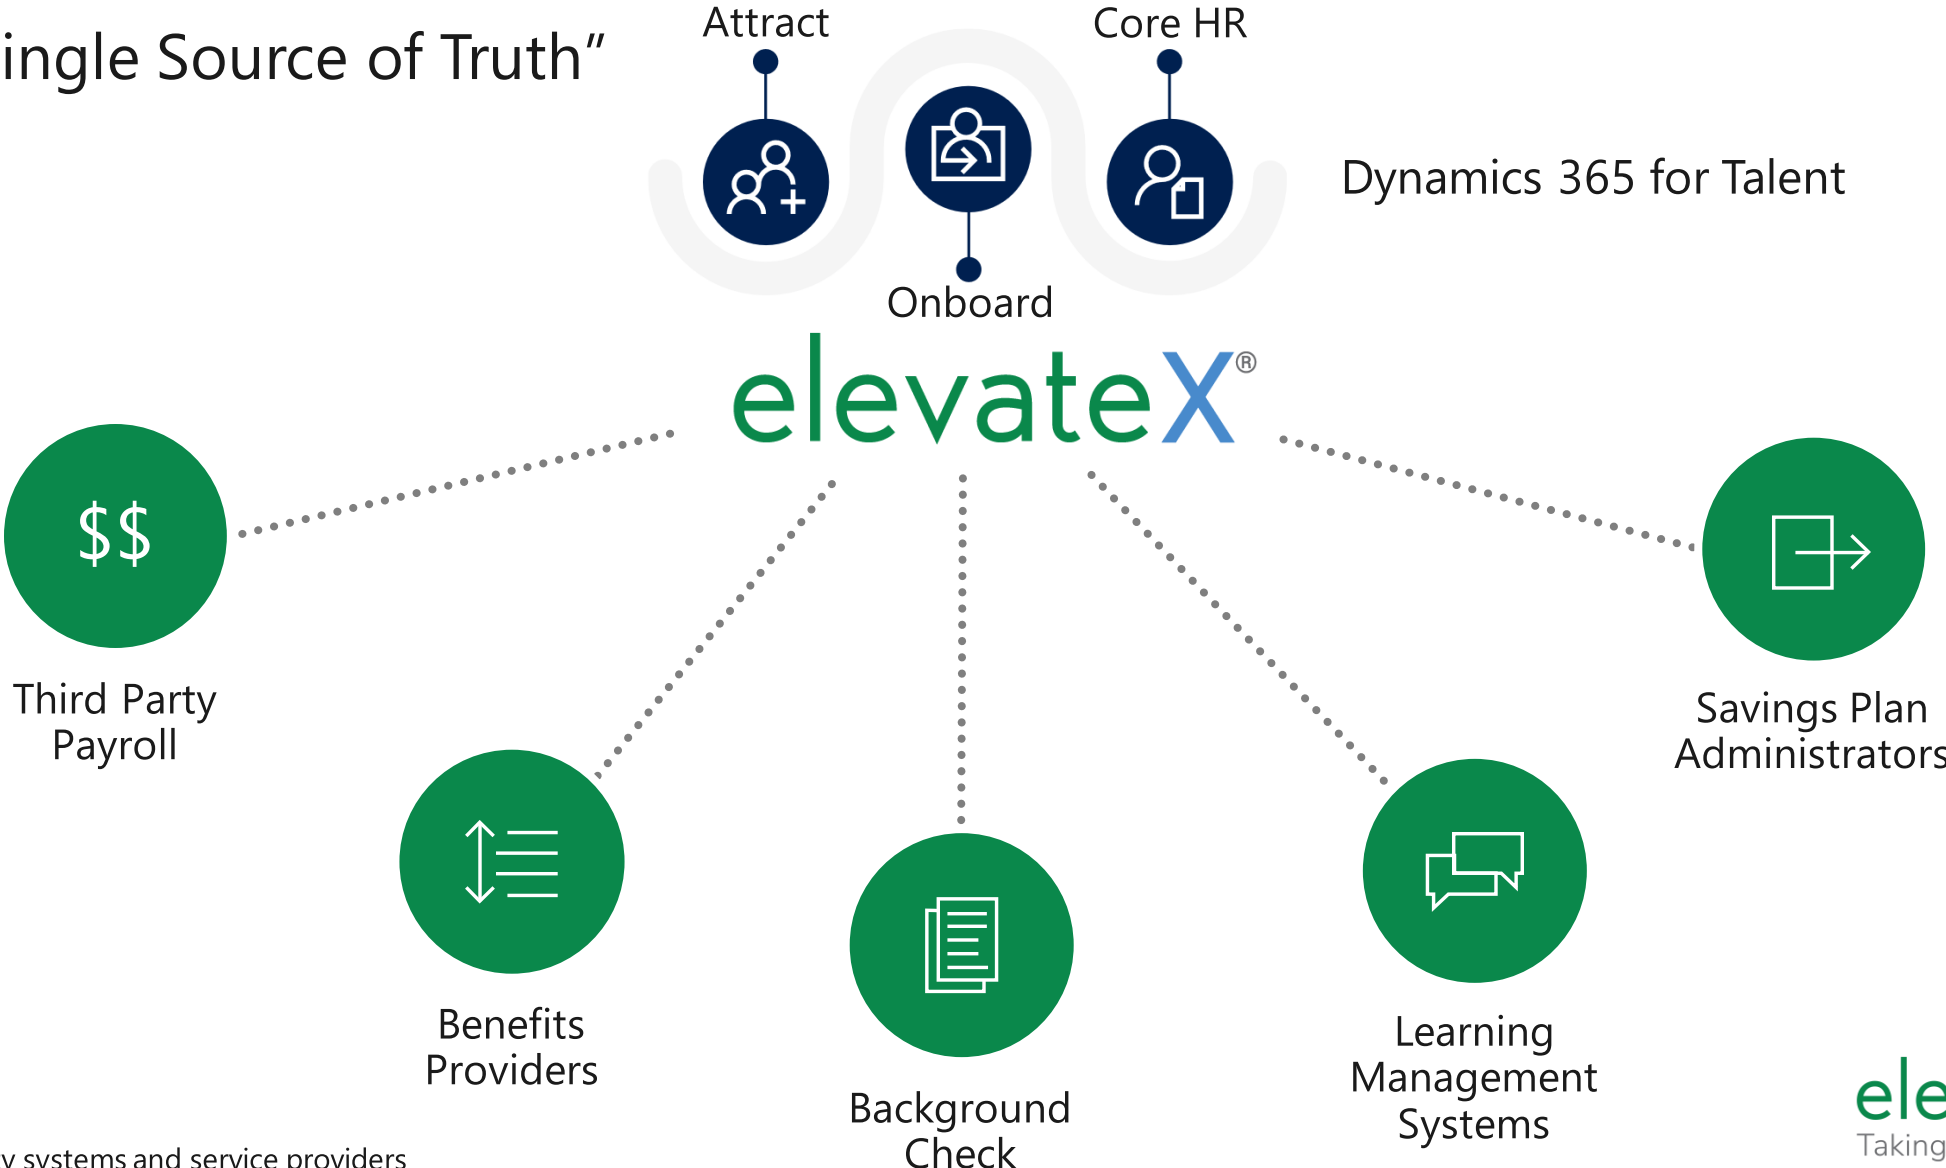 ingle Source of Truth”
Attract
Core HR
Dynamics 365 for Talent
Onboard
elevateX®
$$
Third Party
Payroll
Savings Plan
Administrators
Benefits
Providers
Background
Check
Learning
Management
Systems
ele
Taking
y systems and service providers